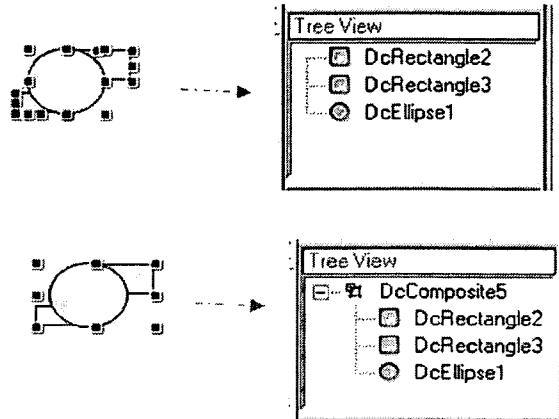 Tree View
DcRectangle2
DcRectangle3
DcEllipse1
Tree View
DcComposite5
DcRectangle2
DcRectangle3
DcEllipse1